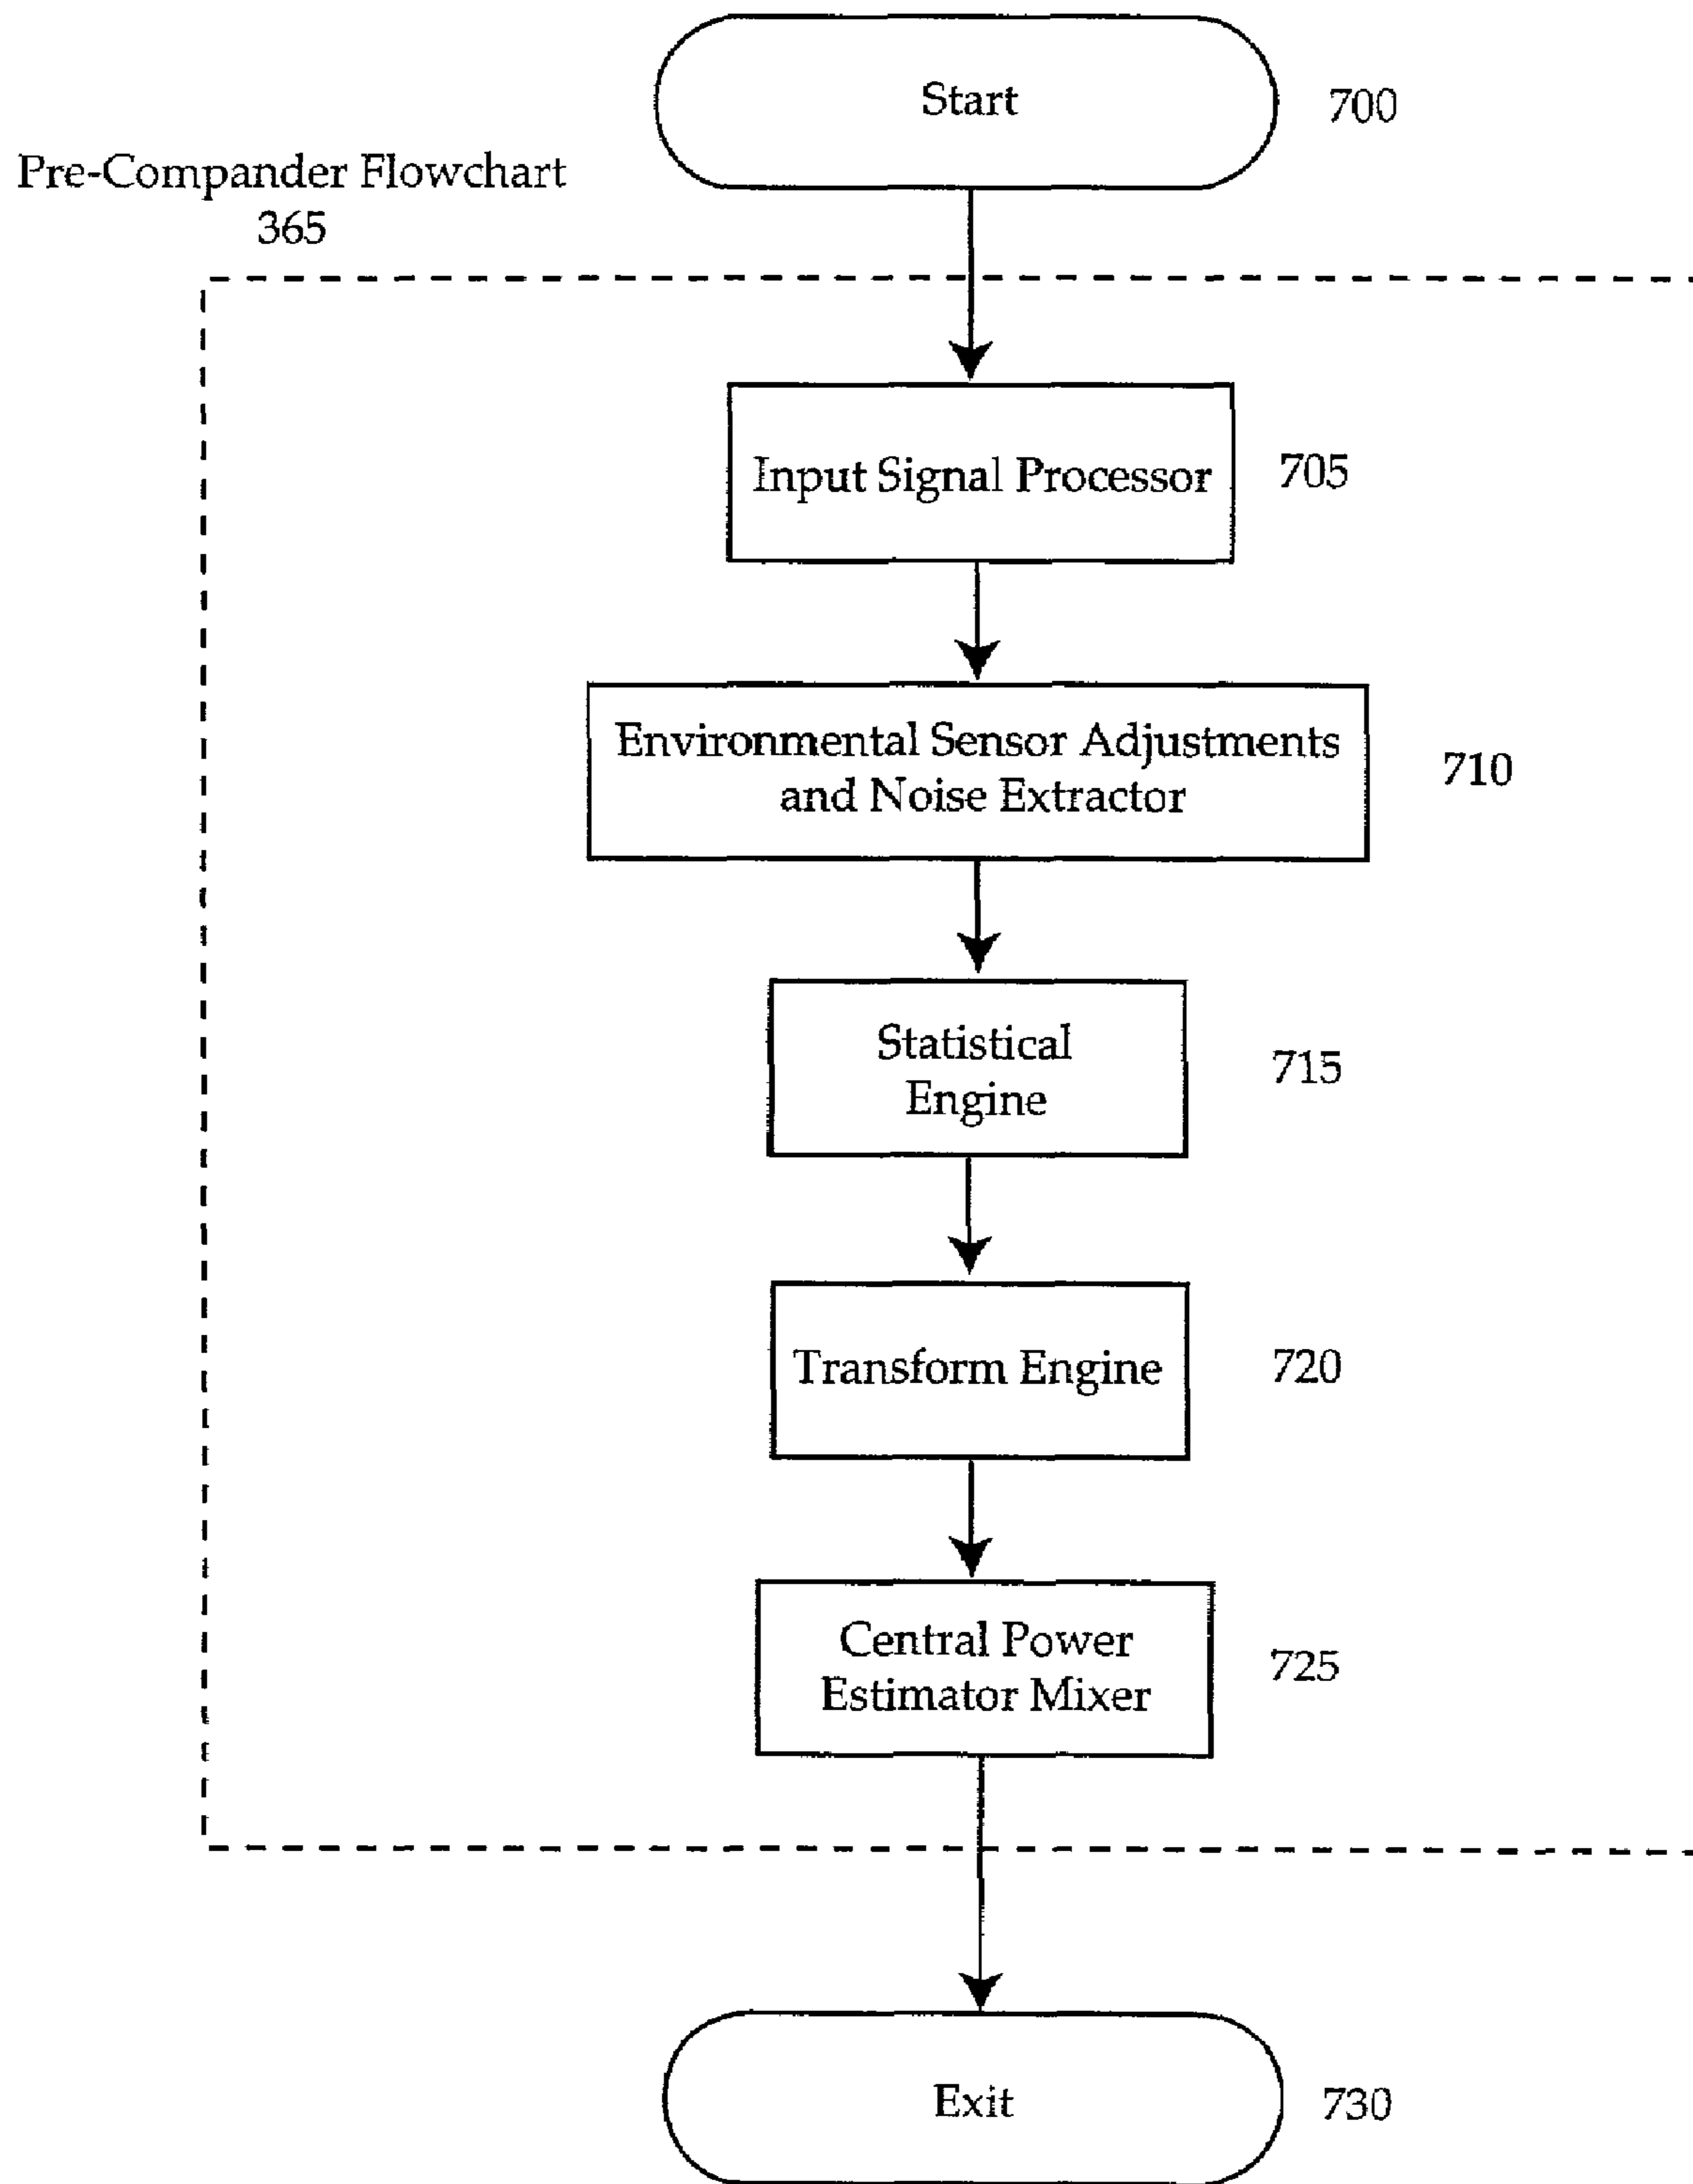 Start
700
Pre-Compander Flowchart
365
Input Signal Processor
705
Environmental Sensor Adjustments
and Noise Extractor
710
Statistical
Engine
715
Transform Engine
720
Central Power
Estimator Mixer
725
Exit
730